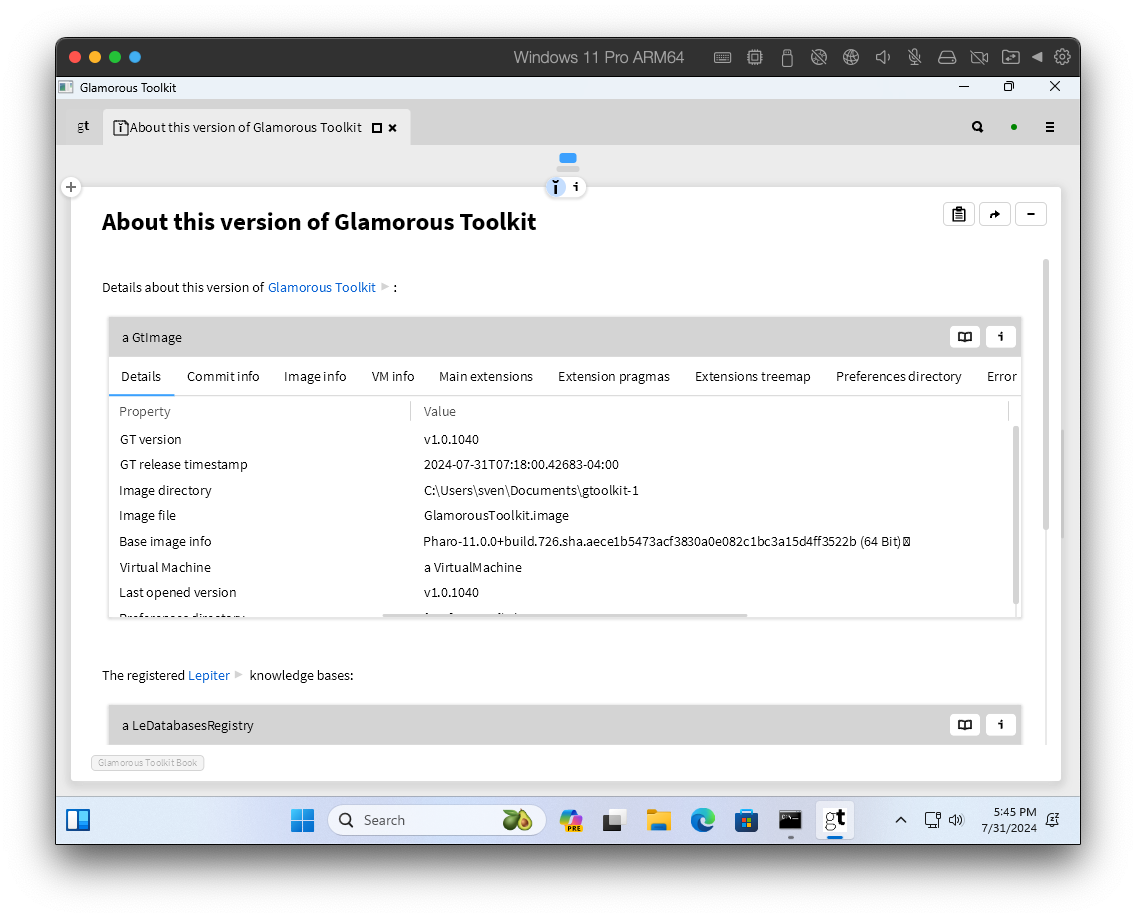 Windows 11 Pro ARM64
Glamorous Toolkit
gt
About this version of Glamorous Toolkit
About this version of Glamorous Toolkit
Details about this version of Glamorous Toolkit :
a GtImage
Details Commit info Image info VM info Main extensions Extension pragmas Extensions treemap Preferences directory Error
Property Value
GT version v1.0.1040
GT release timestamp 2024-07-31T07:18:00.42683-04:00
Image directory C:\Users\sven\Documents\gtoolkit-1
Image file GlamorousToolkit.image
Base image info Pharo-11.0.0+build.726.sha.aece1b5473acf3830a0e082c1bc3a15d4ff3522b (64 Bit)
Virtual Machine a VirtualMachine
Last opened version v1.0.1040
Preferences directory
The registered Lepiter knowledge bases:
a LeDatabasesRegistry
Glamorous Toolkit Book
Search
PRE
gt
5:45 PM
7/31/2024